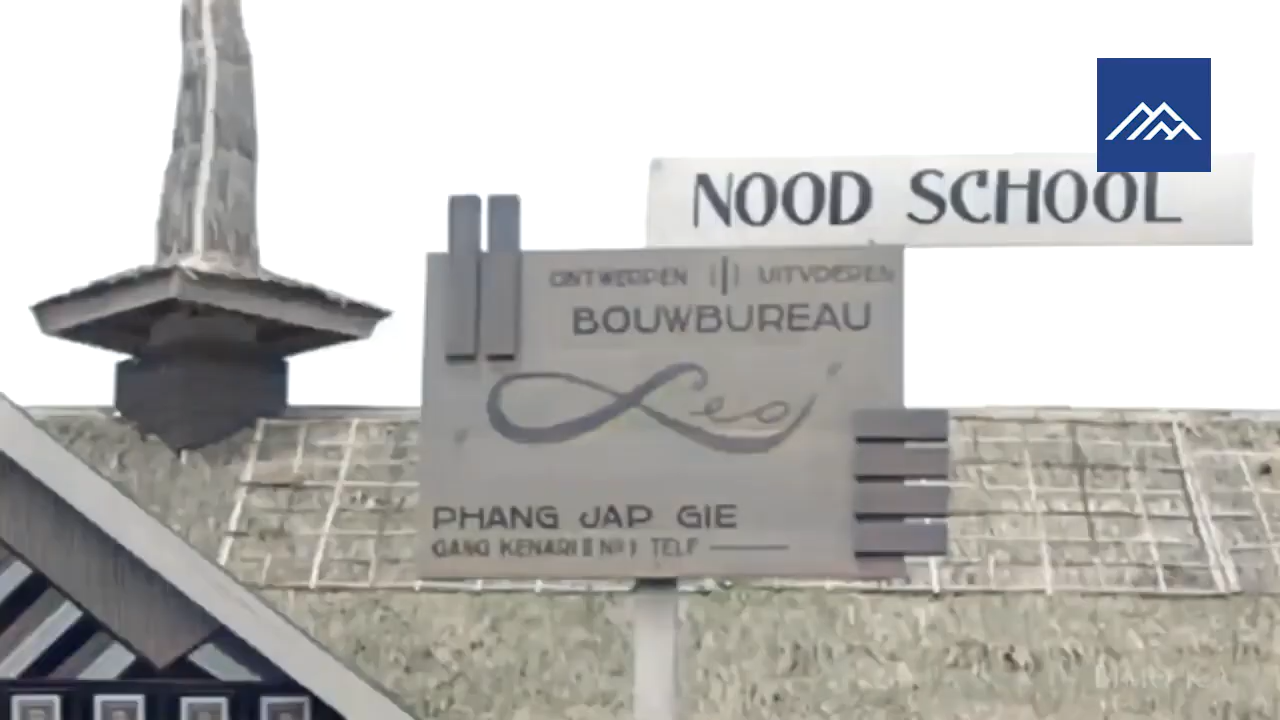 NOOD SCHOOL
ONTWERPEN UITVOEREN
BOUWBUREAU
Leo
PHANG JAP GIE
GANG KENARI II Nº 1 TELF